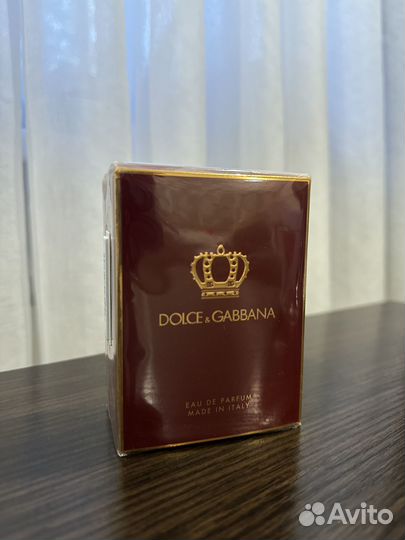 DOLCE & GABBANA
EAU DE PARFUM
MADE IN ITALY
Avito